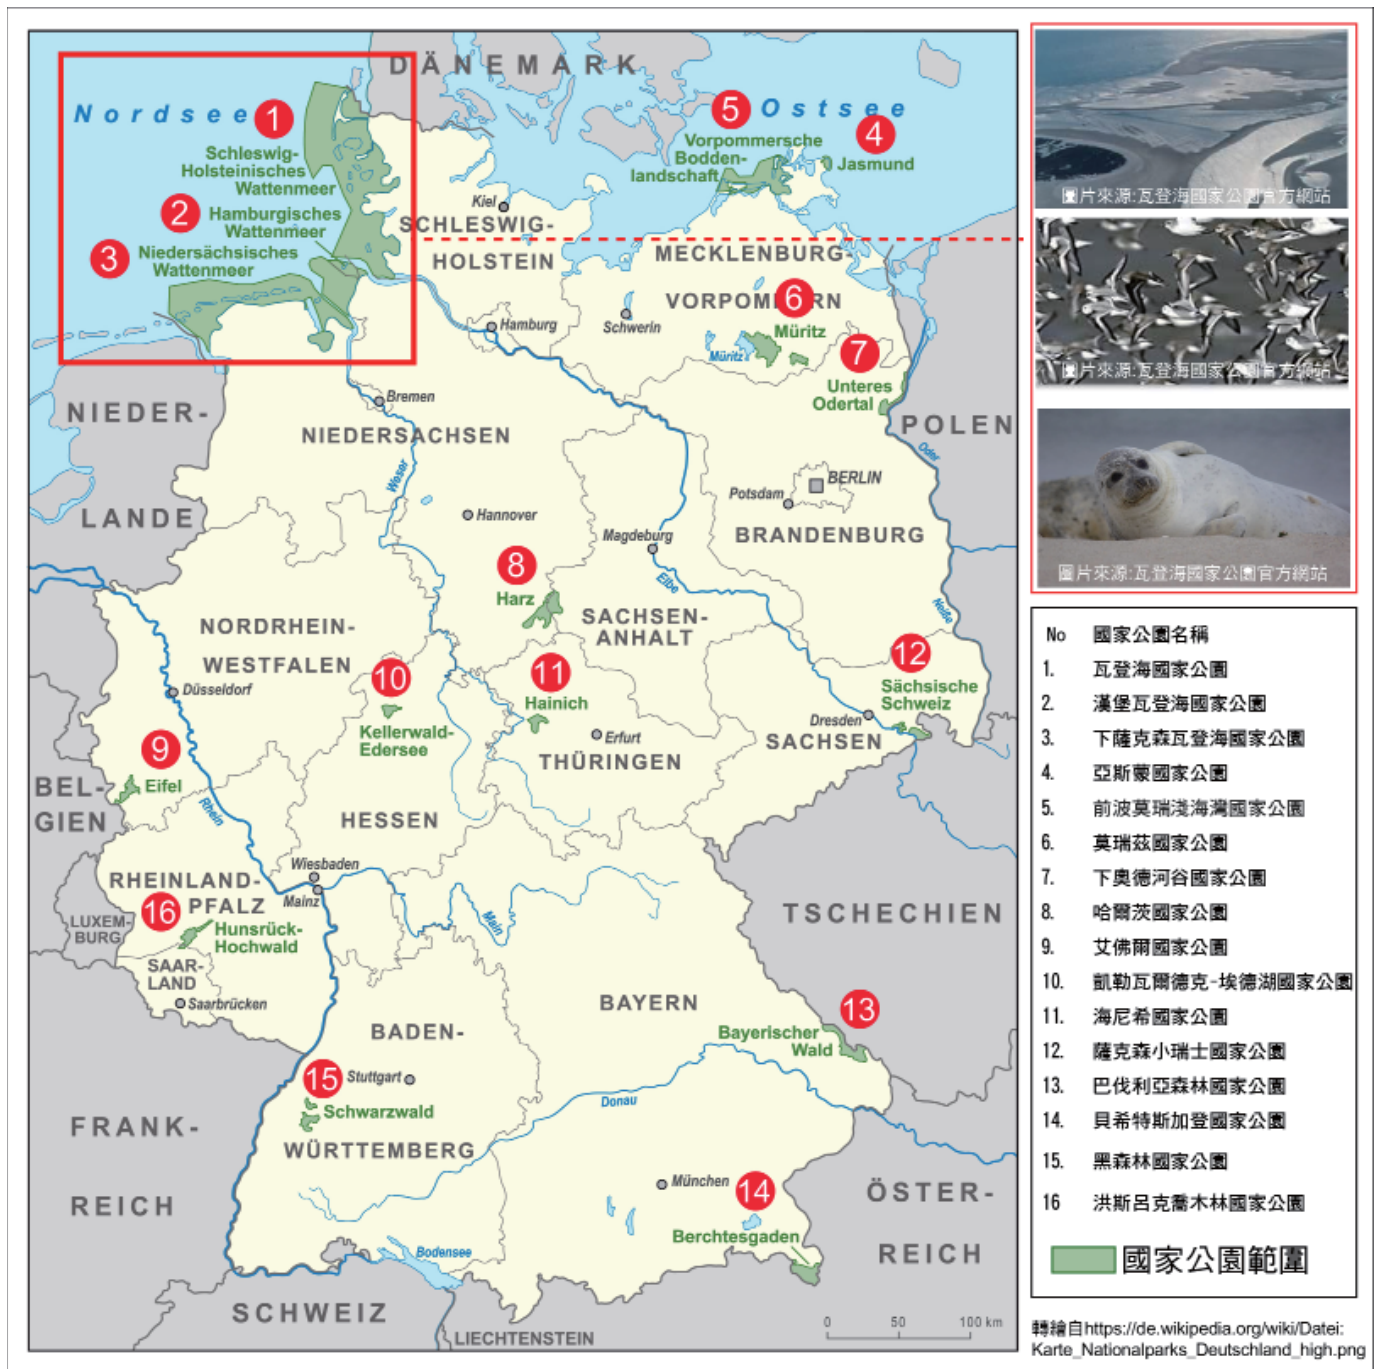 DÄNEMARK
Nordsee
1
Schleswig-
Holsteinisches
Wattenmeer
2
Hamburgisches
Wattenmeer
3
Niedersächsisches
Wattenmeer
5
Ostsee
Vorpommersche
Bodden-
landschaft
4
Jasmund
Kiel
SCHLESWIG-
HOLSTEIN
MECKLENBURG-
VORPOMMERN
6
Müritz
Müritz
Schwerin
Hamburg
7
Unteres
Odertal
NIEDER-
LANDE
Bremen
NIEDERSACHSEN
Weser
POLEN
Oder
BERLIN
Potsdam
BRANDENBURG
Hannover
Magdeburg
Elbe
8
Harz
SACHSEN-
ANHALT
Neiße
NORDRHEIN-
WESTFALEN
Düsseldorf
10
Kellerwald-
Edersee
11
Hainich
Erfurt
THÜRINGEN
12
Sächsische
Schweiz
Dresden
SACHSEN
9
Eifel
BEL-
GIEN
Rhein
HESSEN
Wiesbaden
Mainz
Main
RHEINLAND-
PFALZ
16
Hunsrück-
Hochwald
LUXEM-
BURG
SAAR-
LAND
Saarbrücken
TSCHECHIEN
BAYERN
13
Bayerischer
Wald
BADEN-
WÜRTTEMBERG
Stuttgart
15
Schwarzwald
Donau
FRANK-
REICH
München
14
Berchtesgaden
ÖSTER-
REICH
Bodensee
SCHWEIZ
LIECHTENSTEIN
0 50 100 km
圖片來源:瓦登海國家公園官方網站
圖片來源:瓦登海國家公園官方網站
圖片來源:瓦登海國家公園官方網站
No 國家公園名稱
1. 瓦登海國家公園
2. 漢堡瓦登海國家公園
3. 下薩克森瓦登海國家公園
4. 亞斯蒙國家公園
5. 前波莫瑞淺海灣國家公園
6. 莫瑞茲國家公園
7. 下奧德河谷國家公園
8. 哈爾茨國家公園
9. 艾佛爾國家公園
10. 凱勒瓦爾德克-埃德湖國家公園
11. 海尼希國家公園
12. 薩克森小瑞士國家公園
13. 巴伐利亞森林國家公園
14. 貝希特斯加登國家公園
15. 黑森林國家公園
16 洪斯呂克喬木林國家公園
國家公園範圍
轉繪自https://de.wikipedia.org/wiki/Datei:
Karte_Nationalparks_Deutschland_high.png